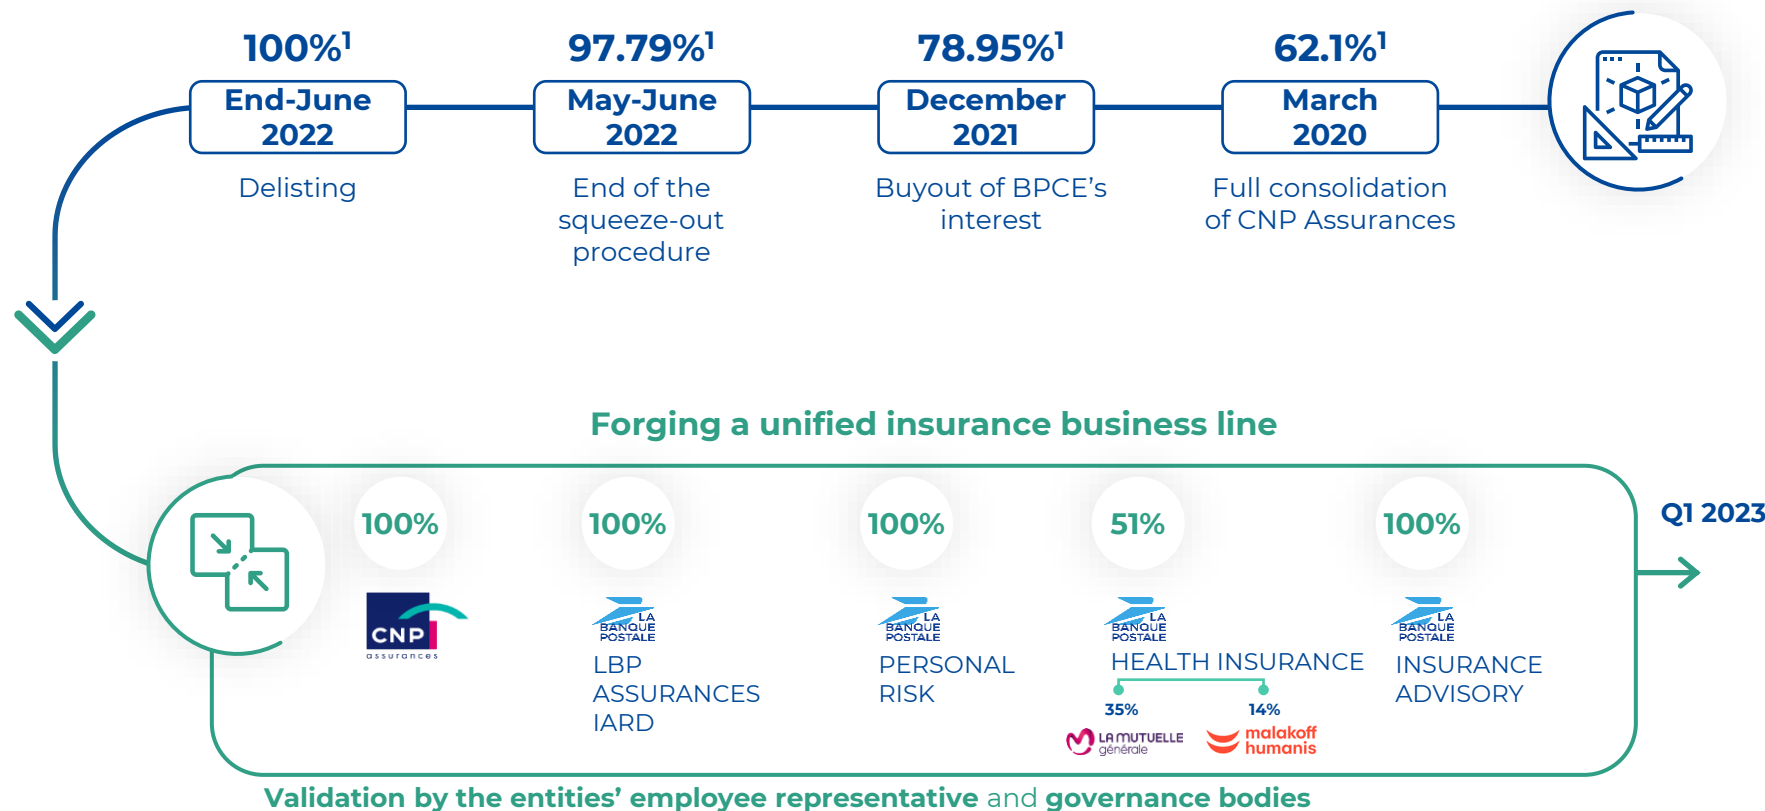 100%1
97.79%1
78.95%1
62.1%1
End-June
2022
May-June
2022
December
2021
March
2020
Delisting
End of the
squeeze-out
procedure
Buyout of BPCE’s
interest
Full consolidation
of CNP Assurances
Forging a unified insurance business line
100%
100%
100%
51%
100%
Q1 2023
CNP
assurances
LA
BANQUE
POSTALE
LBP
ASSURANCES
IARD
LA
BANQUE
POSTALE
PERSONAL
RISK
LA
BANQUE
POSTALE
HEALTH INSURANCE
35%
LA MUTUELLE
générale
14%
malakoff
humanis
LA
BANQUE
POSTALE
INSURANCE
ADVISORY
Validation by the entities’ employee representative and governance bodies